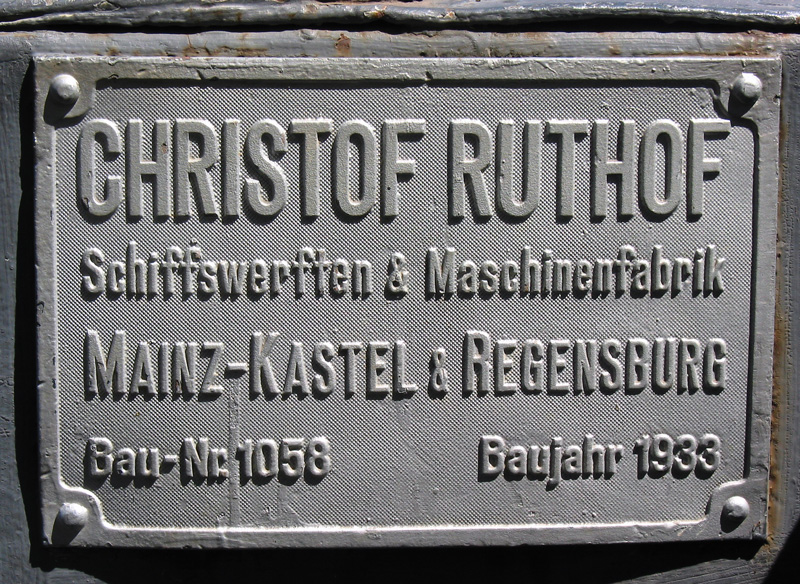 CHRISTOF RUTHOF
Schiffswerften & Maschinenfabrik
MAINZ-KASTEL & REGENSBURG
Bau-Nr. 1058 Baujahr 1933